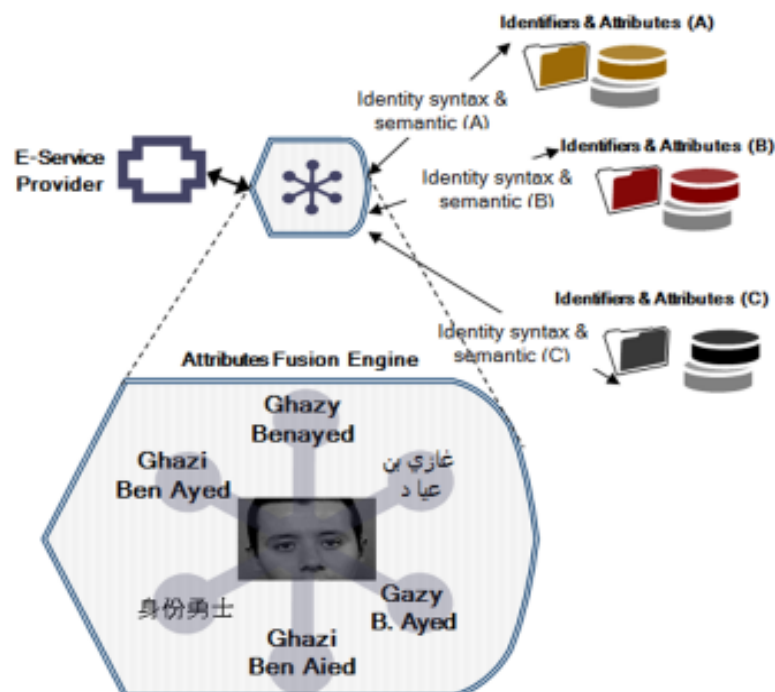 Identifiers & Attributes (A)
Identity syntax &
semantic (A)
E-Service
Provider
Identifiers & Attributes (B)
Identity syntax &
semantic (B)
Identifiers & Attributes (C)
Identity syntax &
semantic (C)
Attributes Fusion Engine
Ghazy
Benayed
Ghazi
Ben Ayed
غازي بن
عيا د
身份勇士
Gazy
B. Ayed
Ghazi
Ben Aied